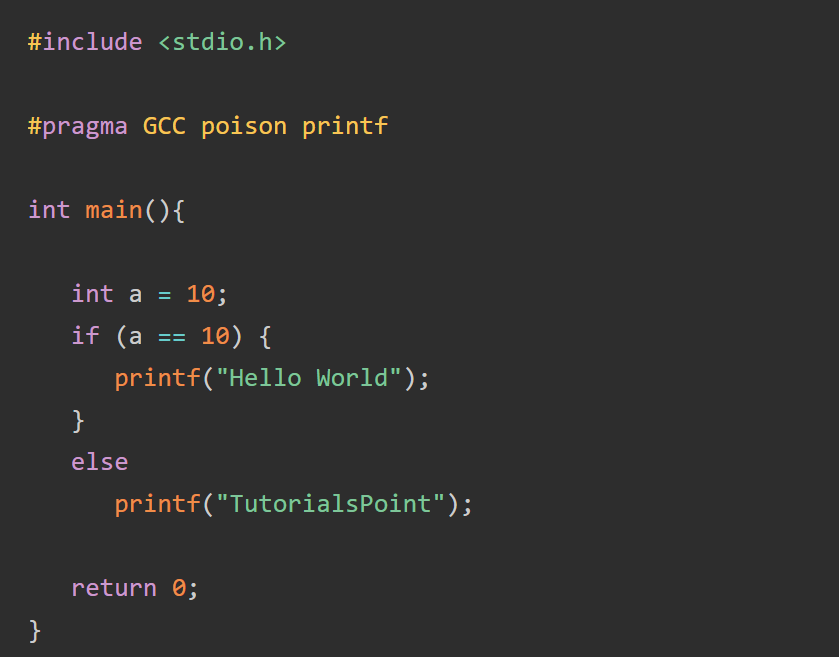 #include <stdio.h>
#pragma GCC poison printf
int main(){
int a = 10;
if (a == 10) {
printf("Hello World");
}
else
printf("TutorialsPoint");
return 0;
}